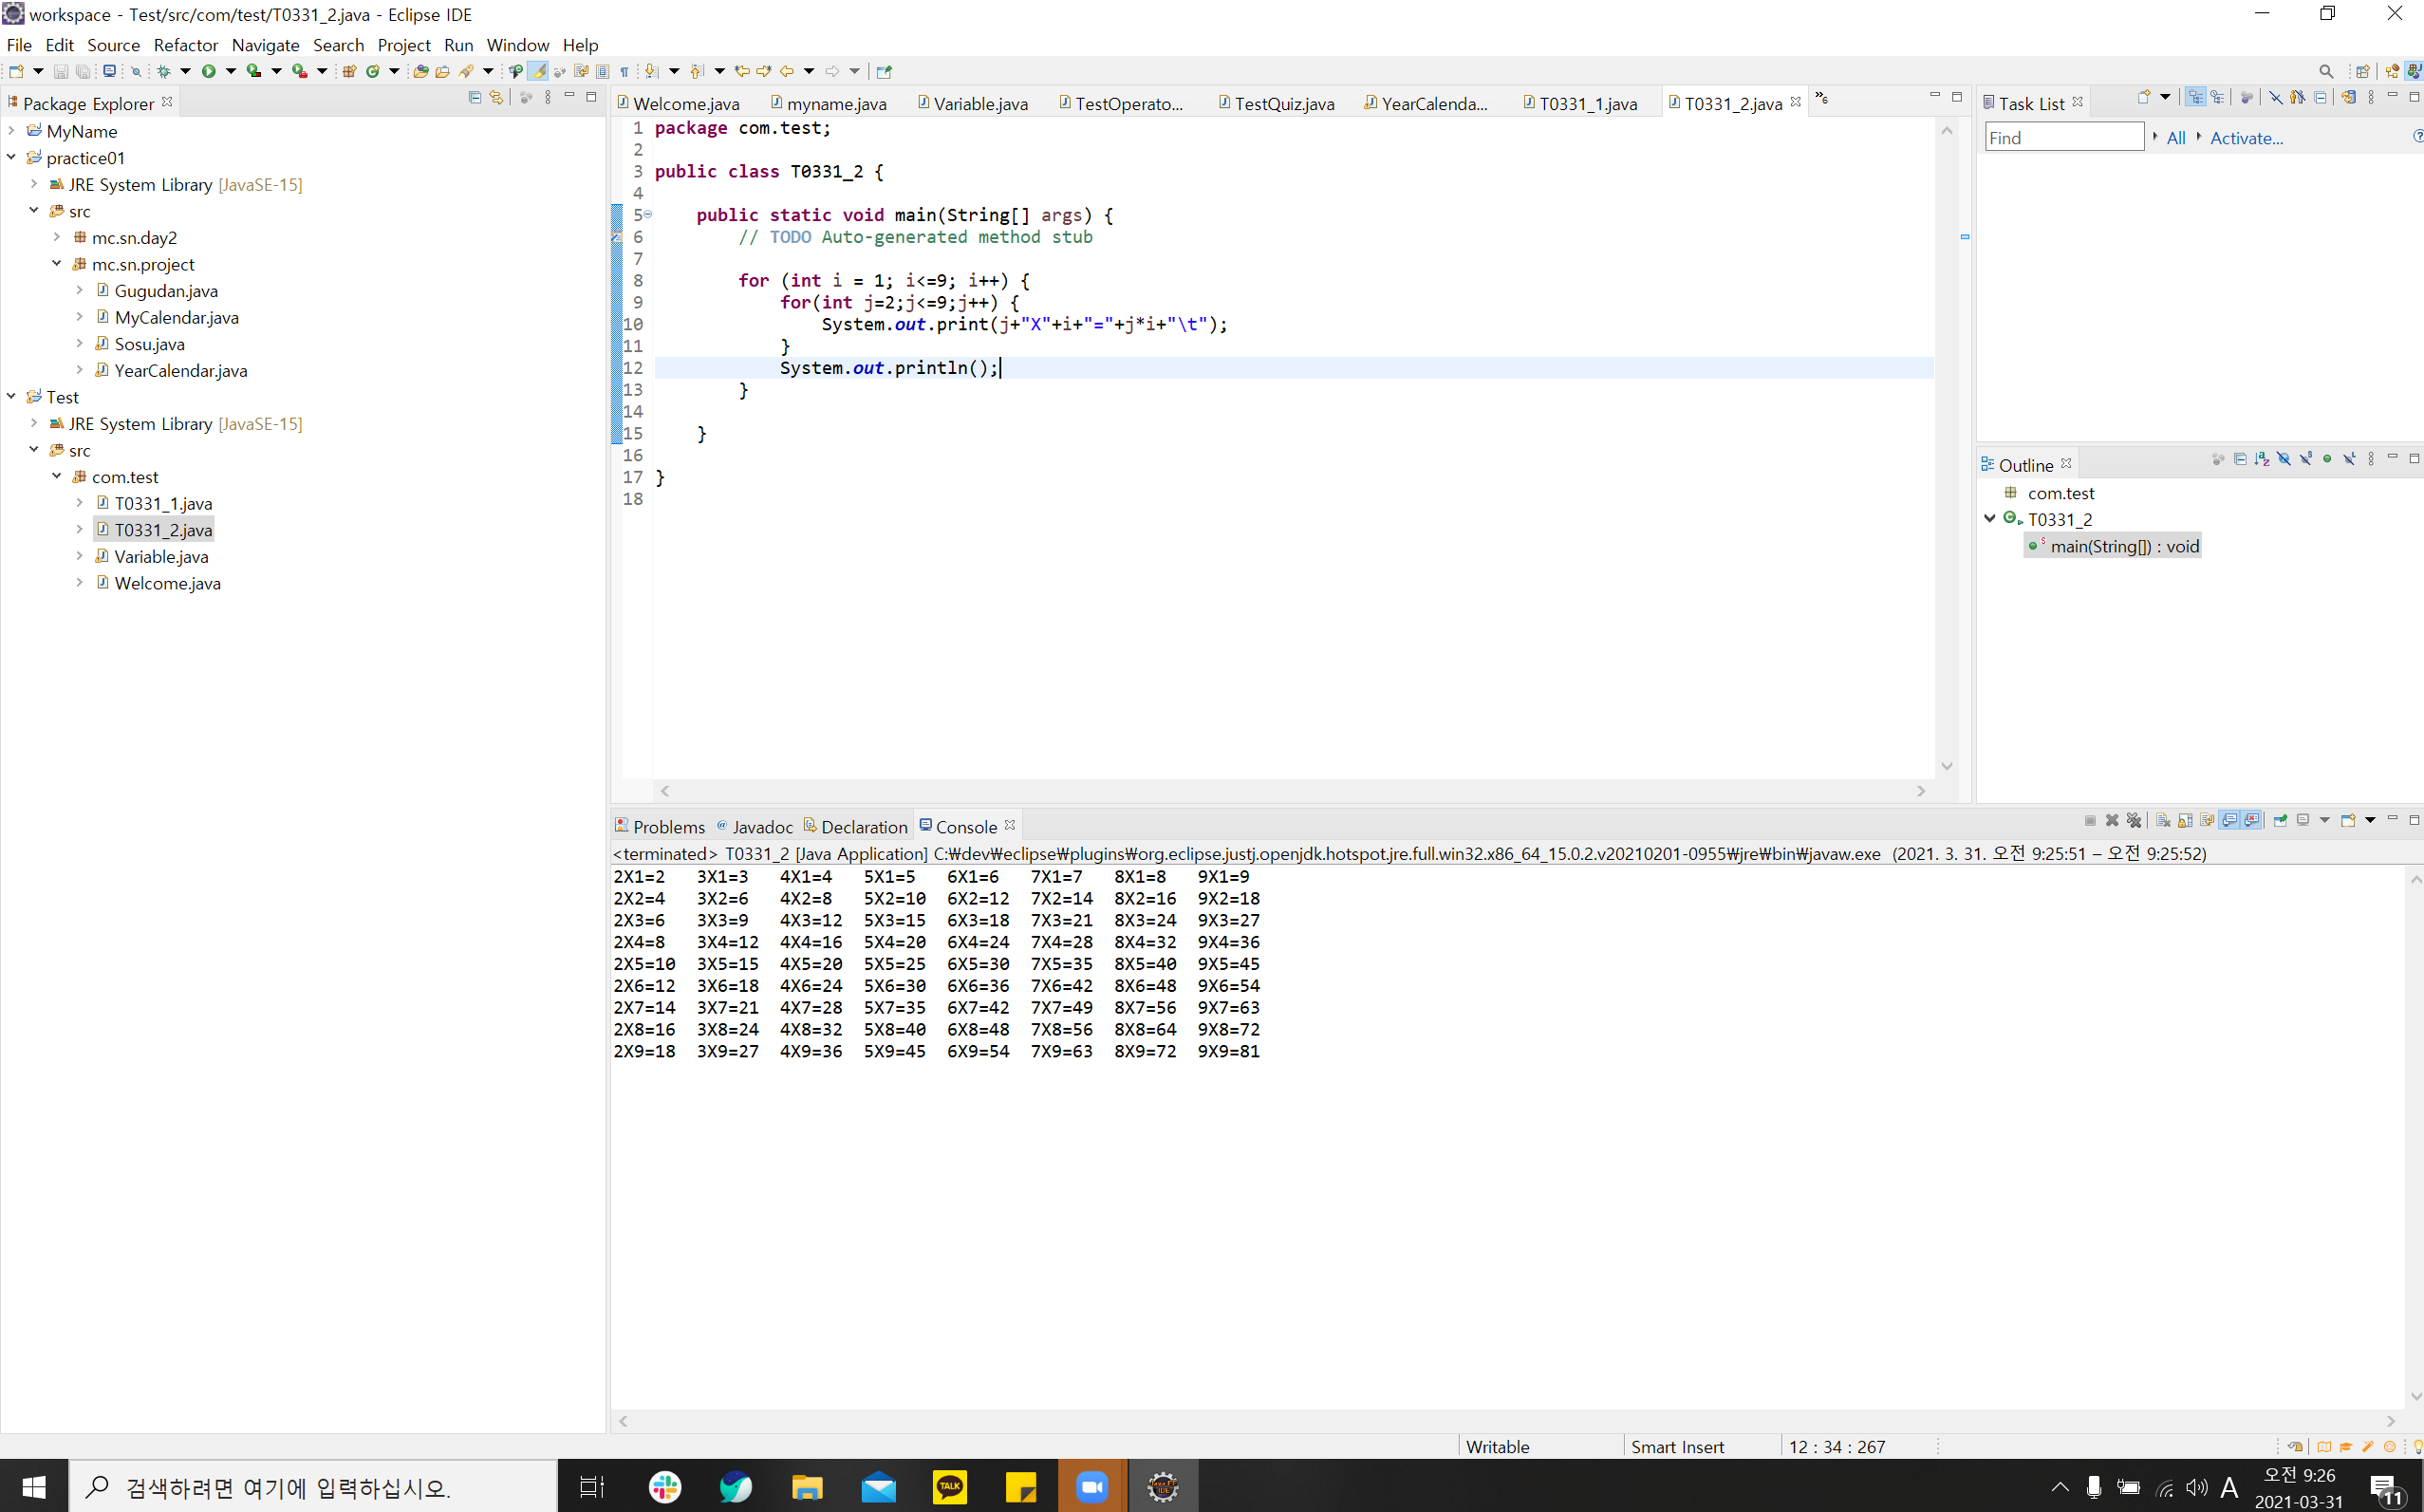 workspace - Test/src/com/test/T0331_2.java - Eclipse IDE
File Edit Source Refactor Navigate Search Project Run Window Help
Package Explorer
MyName
practice01
JRE System Library [JavaSE-15]
src
mc.sn.day2
mc.sn.project
Gugudan.java
MyCalendar.java
Sosu.java
YearCalendar.java
Test
JRE System Library [JavaSE-15]
src
com.test
T0331_1.java
T0331_2.java
Variable.java
Welcome.java
Welcome.java myname.java Variable.java TestOperato... TestQuiz.java YearCalenda... T0331_1.java T0331_2.java »6
1 package com.test;
2
3 public class T0331_2 {
4
5 public static void main(String[] args) {
6 // TODO Auto-generated method stub
7
8 for (int i = 1; i<=9; i++) {
9 for(int j=2;j<=9;j++) {
10 System.out.print(j+"X"+i+"="+j*i+"\t");
11 }
12 System.out.println();
13 }
14
15 }
16
17 }
18
Task List
Find All Activate...
Outline
com.test
T0331_2
main(String[]) : void
Problems Javadoc Declaration Console
<terminated> T0331_2 [Java Application] C:₩dev₩eclipse₩plugins₩org.eclipse.justj.openjdk.hotspot.jre.full.win32.x86_64_15.0.2.v20210201-0955₩jre₩bin₩javaw.exe (2021. 3. 31. 오전 9:25:51 – 오전 9:25:52)
2X1=2 3X1=3 4X1=4 5X1=5 6X1=6 7X1=7 8X1=8 9X1=9
2X2=4 3X2=6 4X2=8 5X2=10 6X2=12 7X2=14 8X2=16 9X2=18
2X3=6 3X3=9 4X3=12 5X3=15 6X3=18 7X3=21 8X3=24 9X3=27
2X4=8 3X4=12 4X4=16 5X4=20 6X4=24 7X4=28 8X4=32 9X4=36
2X5=10 3X5=15 4X5=20 5X5=25 6X5=30 7X5=35 8X5=40 9X5=45
2X6=12 3X6=18 4X6=24 5X6=30 6X6=36 7X6=42 8X6=48 9X6=54
2X7=14 3X7=21 4X7=28 5X7=35 6X7=42 7X7=49 8X7=56 9X7=63
2X8=16 3X8=24 4X8=32 5X8=40 6X8=48 7X8=56 8X8=64 9X8=72
2X9=18 3X9=27 4X9=36 5X9=45 6X9=54 7X9=63 8X9=72 9X9=81
Writable Smart Insert 12 : 34 : 267
검색하려면 여기에 입력하십시오.
TALK
A
오전 9:26
2021-03-31
11